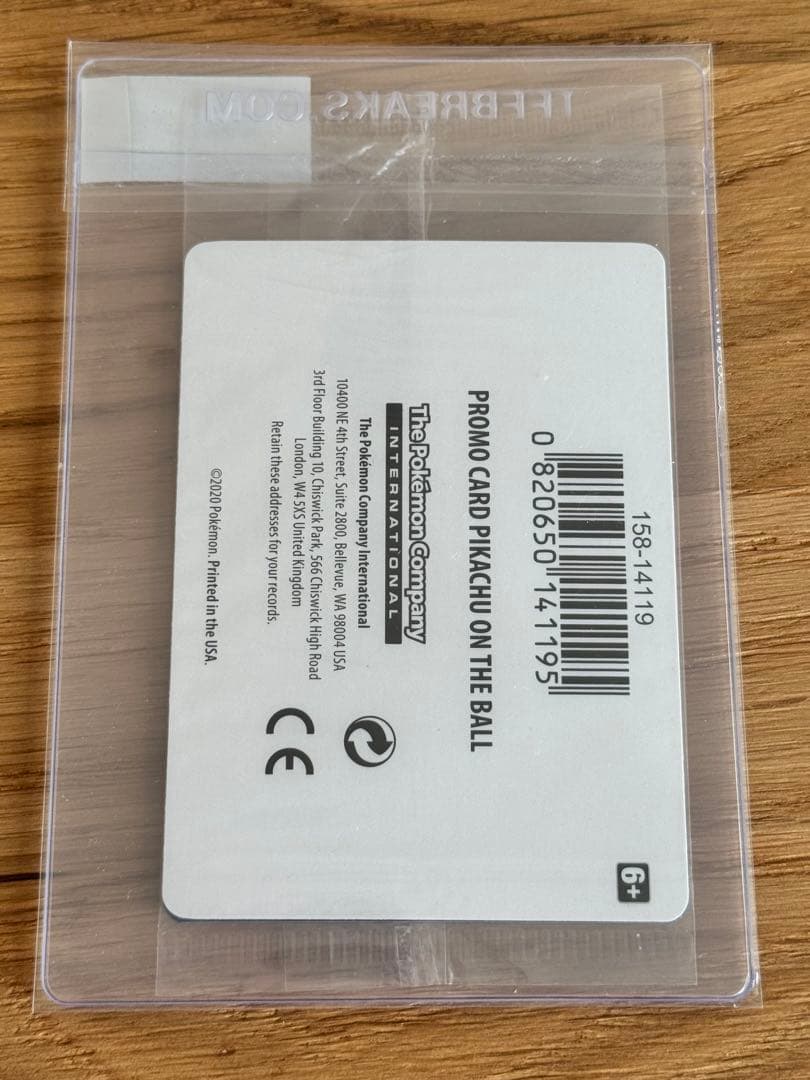 TFFBREAKS.COM
158-14119
0 820650 141195
PROMO CARD PIKACHU ON THE BALL
The Pokémon Company
INTERNATIONAL
The Pokémon Company International
10400 NE 4th Street, Suite 2800, Bellevue, WA 98004 USA
3rd Floor Building 10, Chiswick Park, 566 Chiswick High Road
London, W4 5XS United Kingdom
Retain these addresses for your records.
©2020 Pokémon. Printed in the USA.
CE
6+